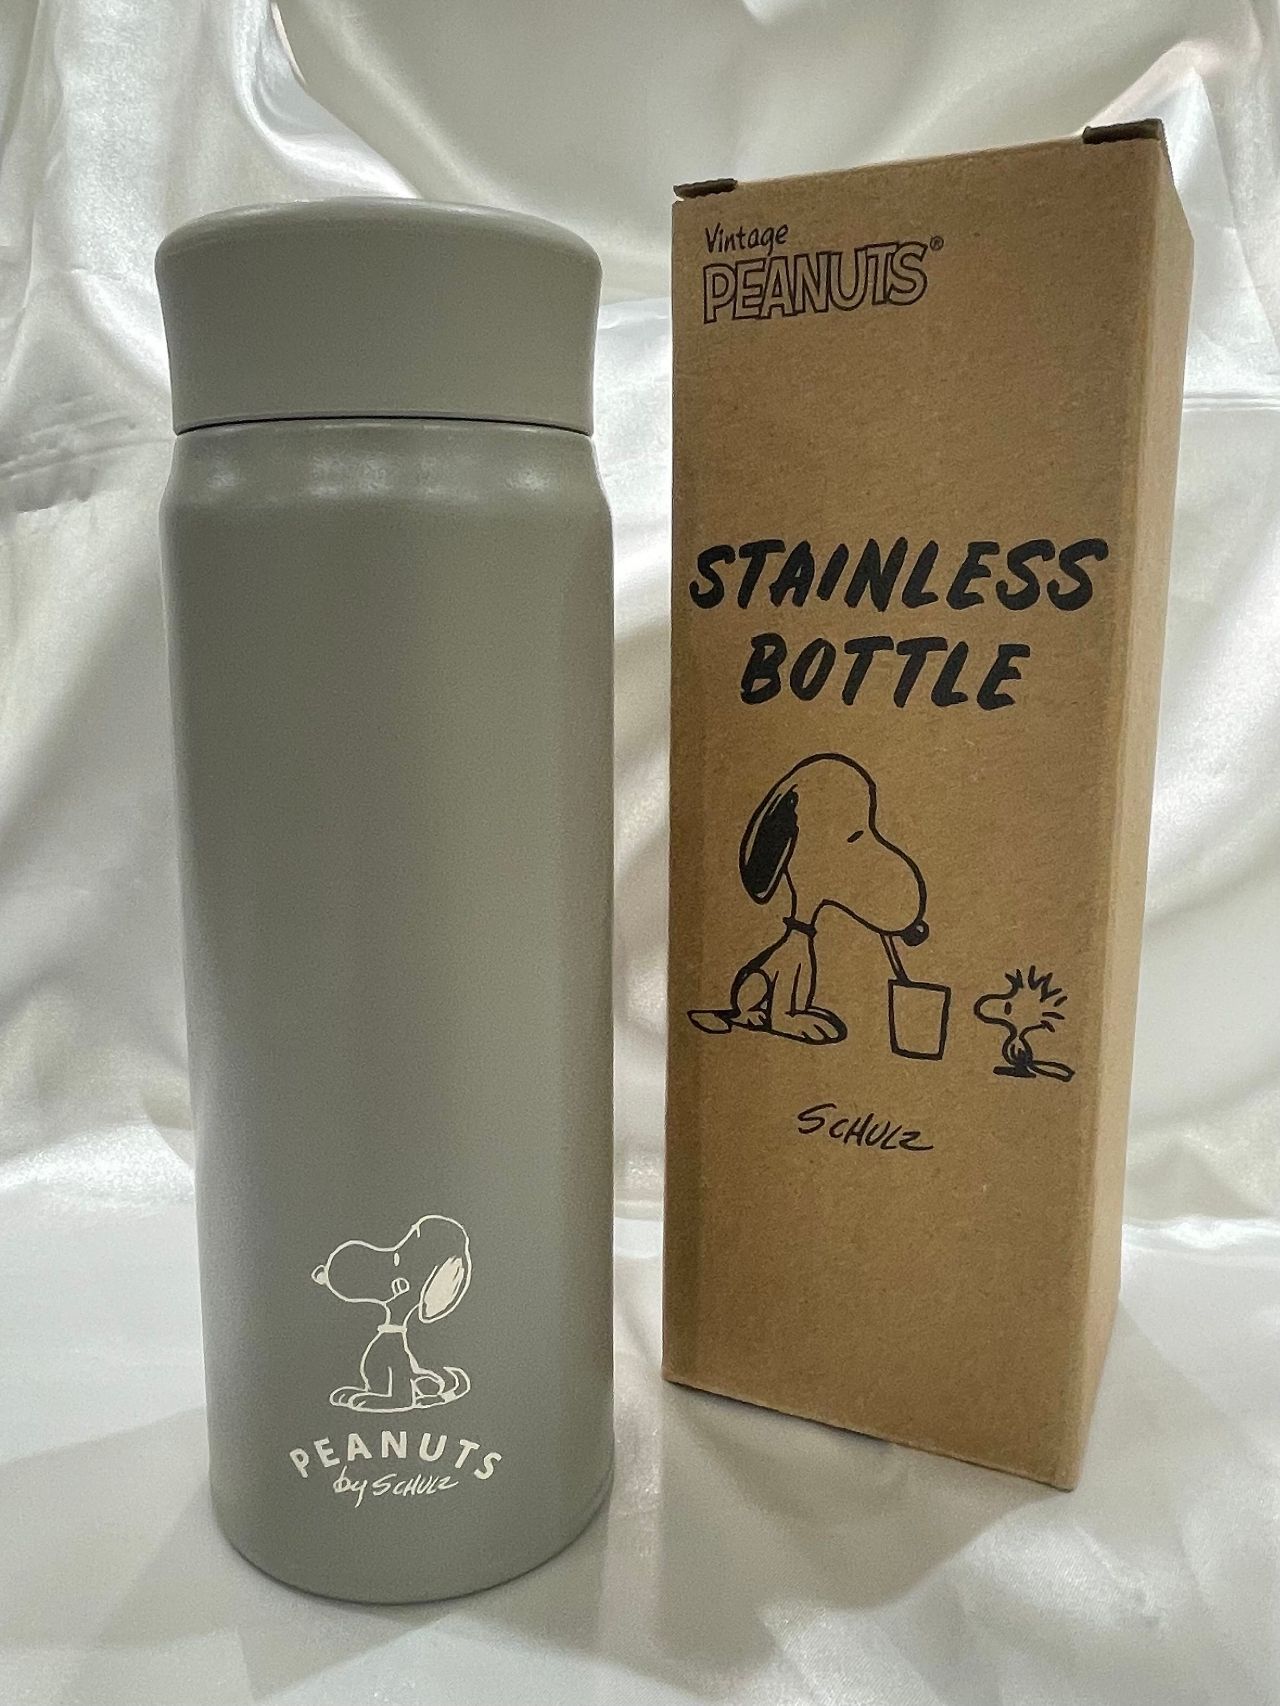 Vintage
PEANUTS®
STAINLESS
BOTTLE
SCHULZ
PEANUTS
by SCHULZ